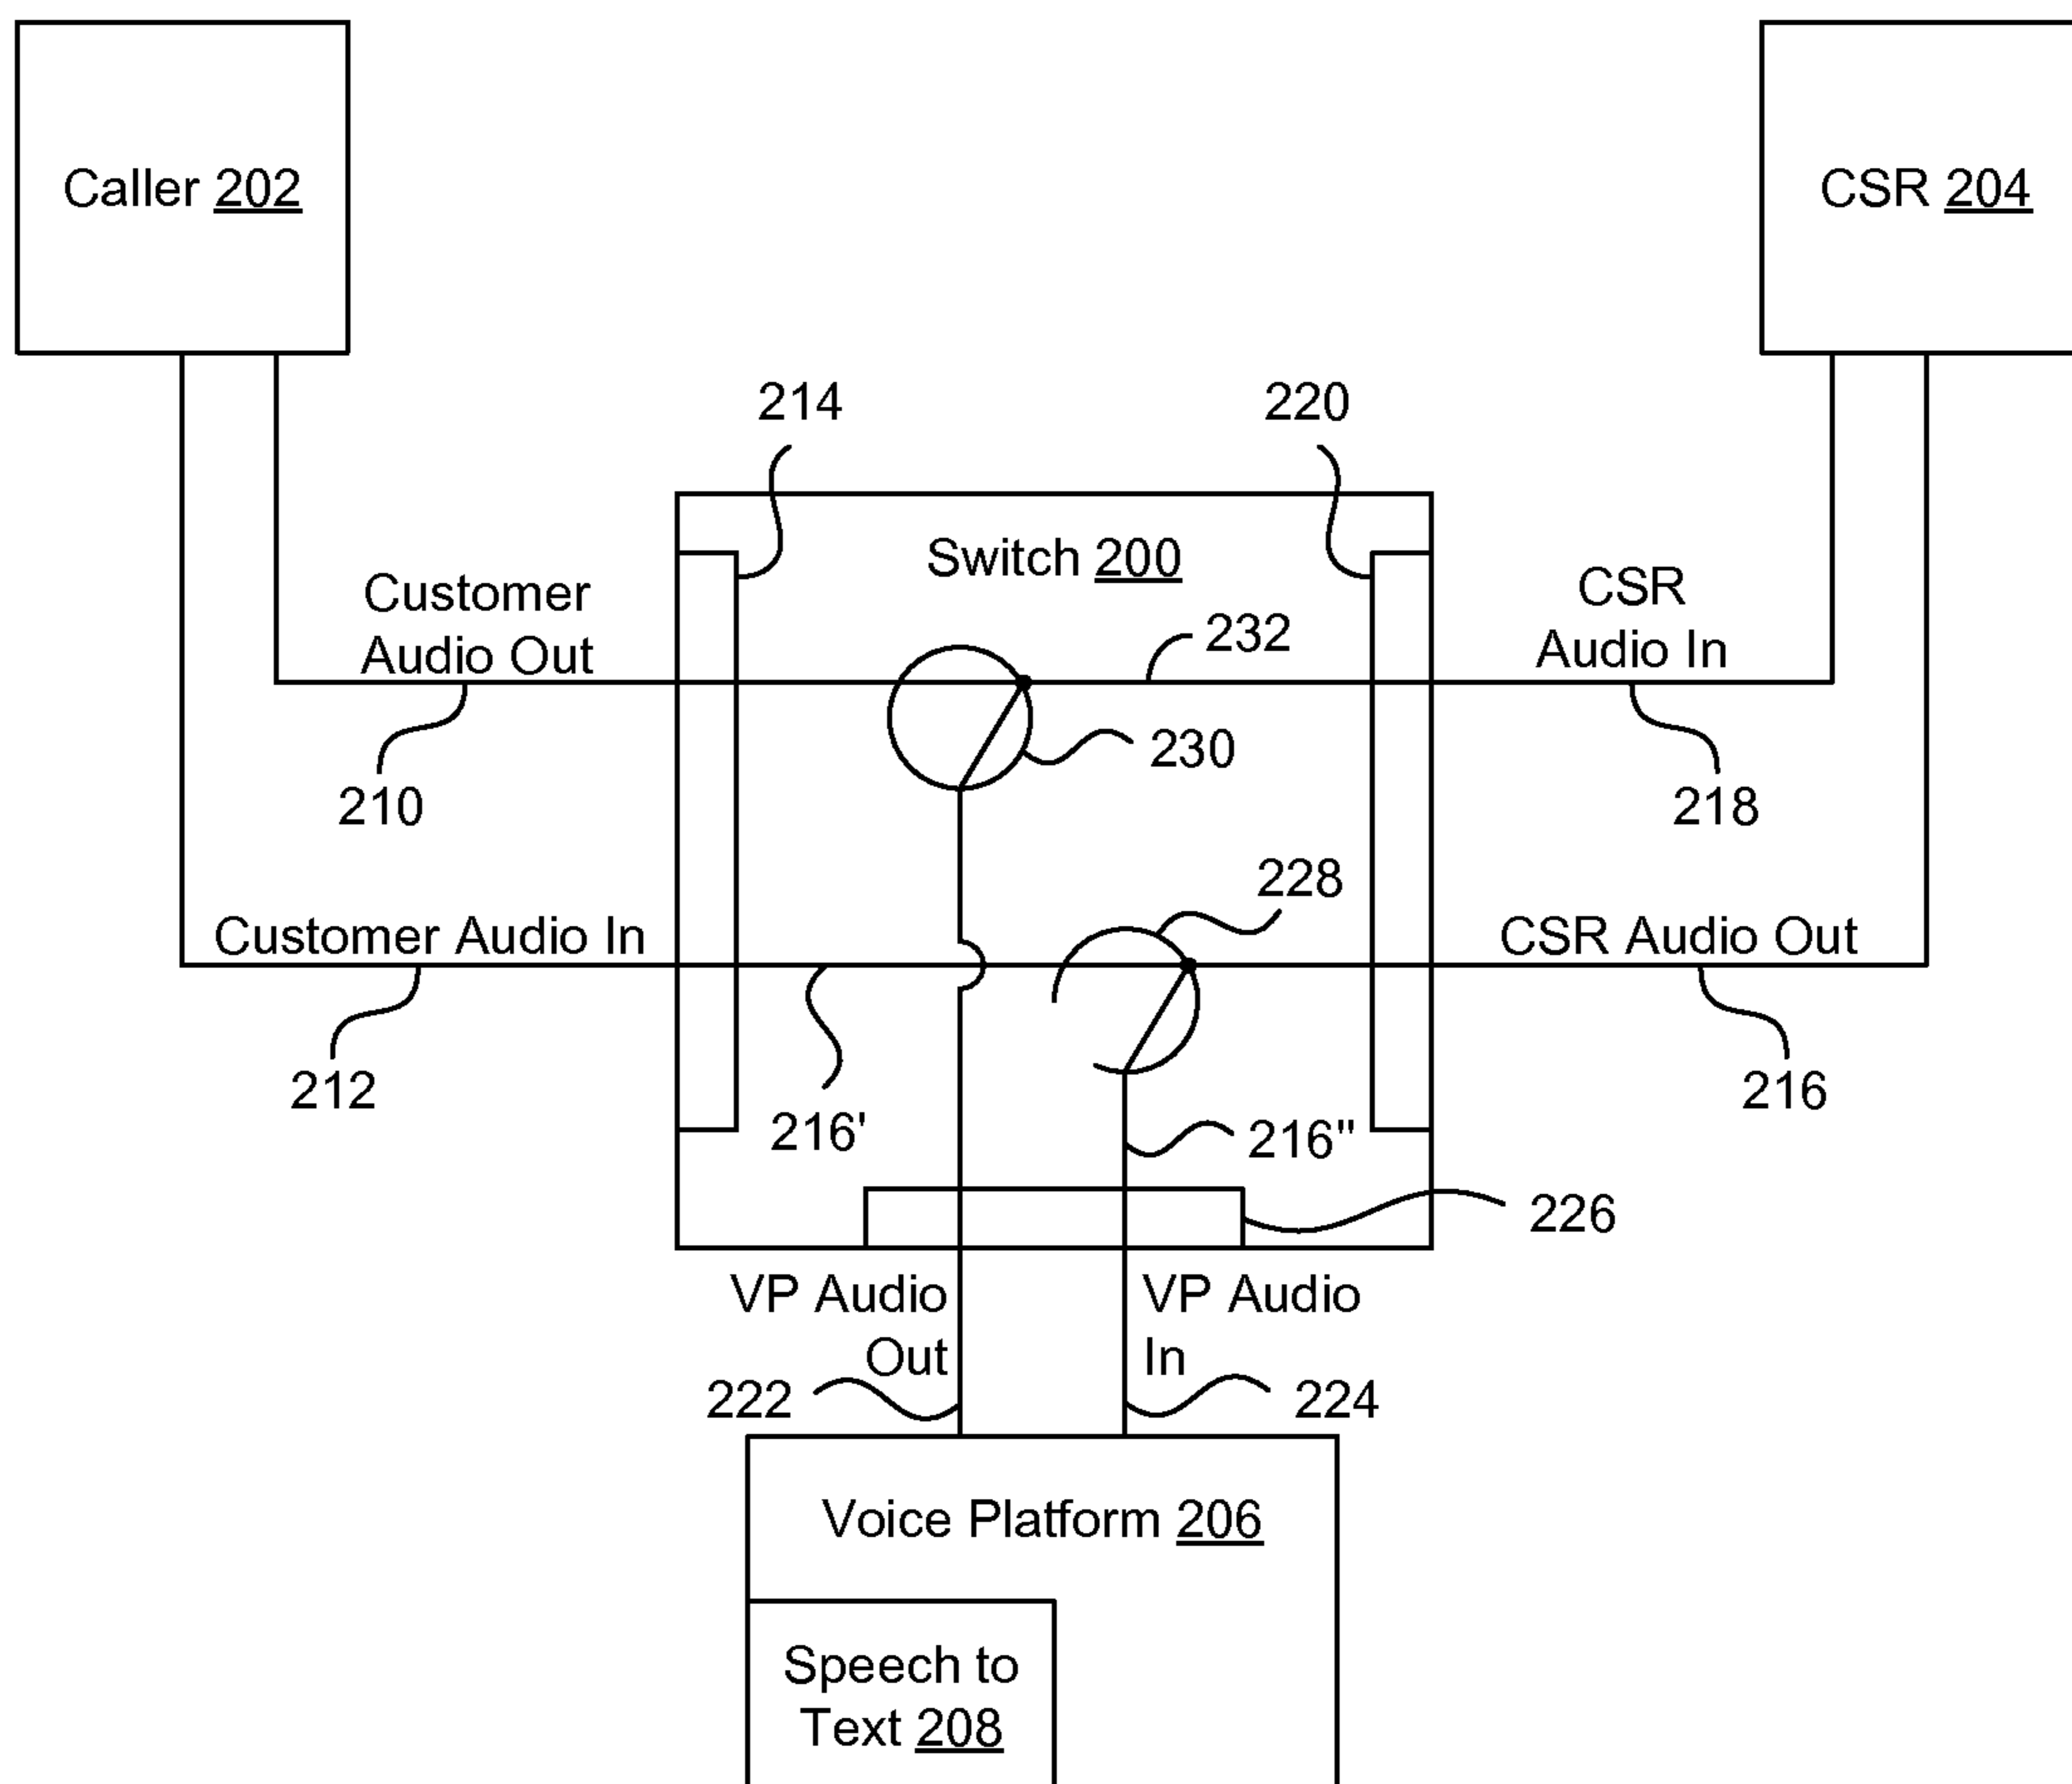 Caller 202
CSR 204
214
220
Switch 200
Customer
Audio Out
232
CSR
Audio In
230
210
218
228
Customer Audio In
CSR Audio Out
212
216'
216"
216
226
VP Audio
Out
VP Audio
In
222
224
Voice Platform 206
Speech to
Text 208